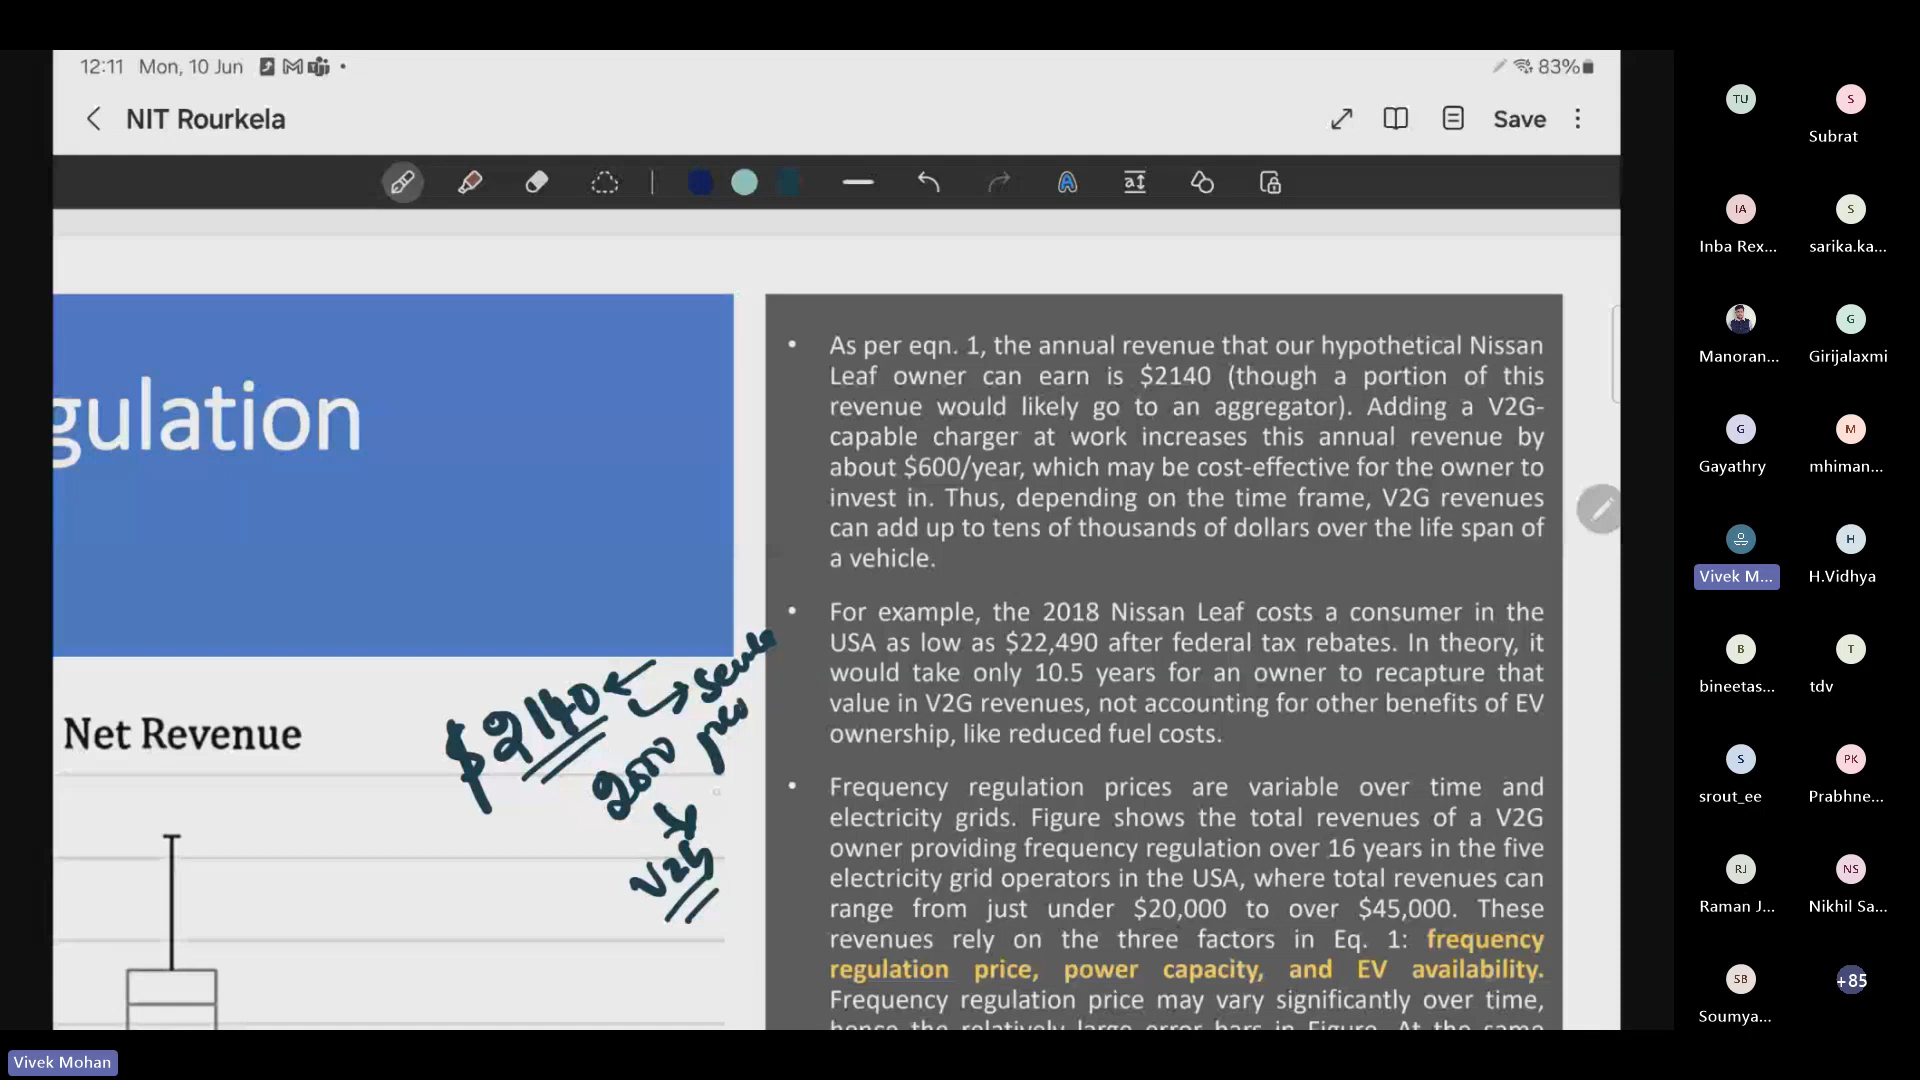 12:11 Mon, 10 Jun
83%
NIT Rourkela
Save
gulation
As per eqn. 1, the annual revenue that our hypothetical Nissan
Leaf owner can earn is $2140 (though a portion of this
revenue would likely go to an aggregator). Adding a V2G-
capable charger at work increases this annual revenue by
about $600/year, which may be cost-effective for the owner to
invest in. Thus, depending on the time frame, V2G revenues
can add up to tens of thousands of dollars over the life span of
a vehicle.
For example, the 2018 Nissan Leaf costs a consumer in the
USA as low as $22,490 after federal tax rebates. In theory, it
would take only 10.5 years for an owner to recapture that
value in V2G revenues, not accounting for other benefits of EV
ownership, like reduced fuel costs.
Frequency regulation prices are variable over time and
electricity grids. Figure shows the total revenues of a V2G
owner providing frequency regulation over 16 years in the five
electricity grid operators in the USA, where total revenues can
range from just under $20,000 to over $45,000. These
revenues rely on the three factors in Eq. 1: frequency
regulation price, power capacity, and EV availability.
Frequency regulation price may vary significantly over time,
hence the relatively large error bars in Figure. At the same
Net Revenue
$2140
V2G
TU
S
Subrat
IA
Inba Rex...
S
sarika.ka...
Manoran...
G
Girijalaxmi
G
Gayathry
M
mhiman...
Vivek M...
H
H.Vidhya
B
bineetas...
T
tdv
S
srout_ee
PK
Prabhne...
RJ
Raman J...
NS
Nikhil Sa...
SB
Soumya...
+85
Vivek Mohan